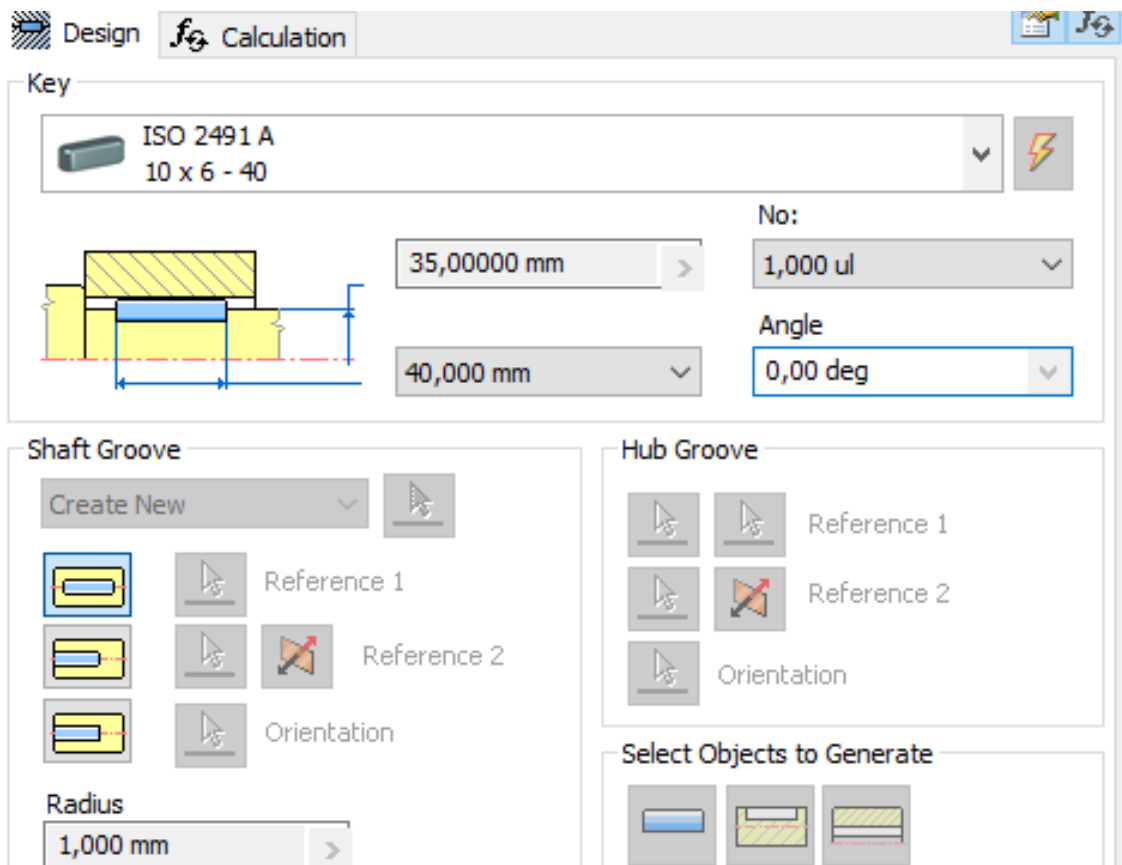 Design
Calculation
Key
ISO 2491 A
10 x 6 - 40
No:
35,00000 mm
1,000 ul
Angle
40,000 mm
0,00 deg
Shaft Groove
Create New
Reference 1
Reference 2
Orientation
Radius
1,000 mm
Hub Groove
Reference 1
Reference 2
Orientation
Select Objects to Generate